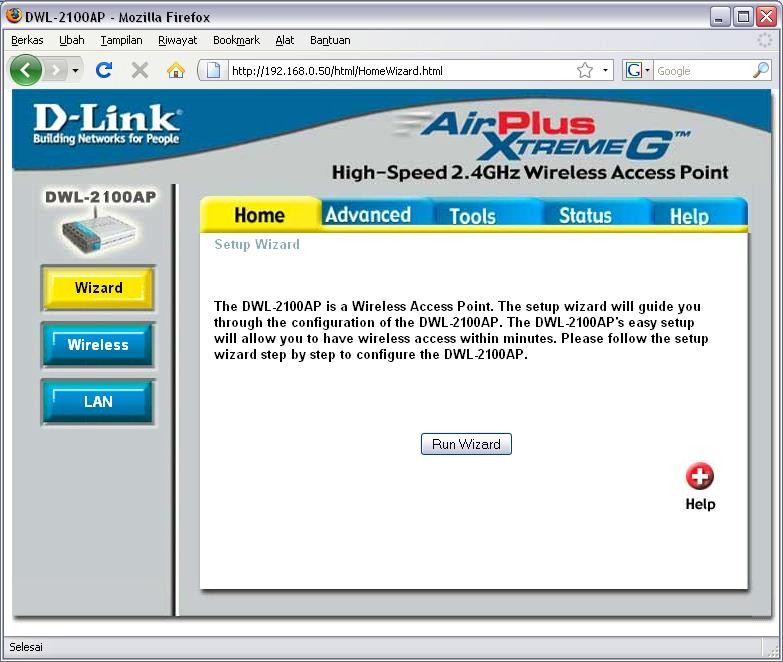 DWL-2100AP - Mozilla Firefox
Berkas Ubah Tampilan Riwayat Bookmark Alat Bantuan
http://192.168.0.50/html/HomeWizard.html
G Google
D-Link®
Building Networks for People
AirPlus
XTREME G™
High-Speed 2.4GHz Wireless Access Point
DWL-2100AP
Home Advanced Tools Status Help
Wizard
Wireless
LAN
Setup Wizard
The DWL-2100AP is a Wireless Access Point. The setup wizard will guide you
through the configuration of the DWL-2100AP. The DWL-2100AP's easy setup
will allow you to have wireless access within minutes. Please follow the setup
wizard step by step to configure the DWL-2100AP.
Run Wizard
Help
Selesai